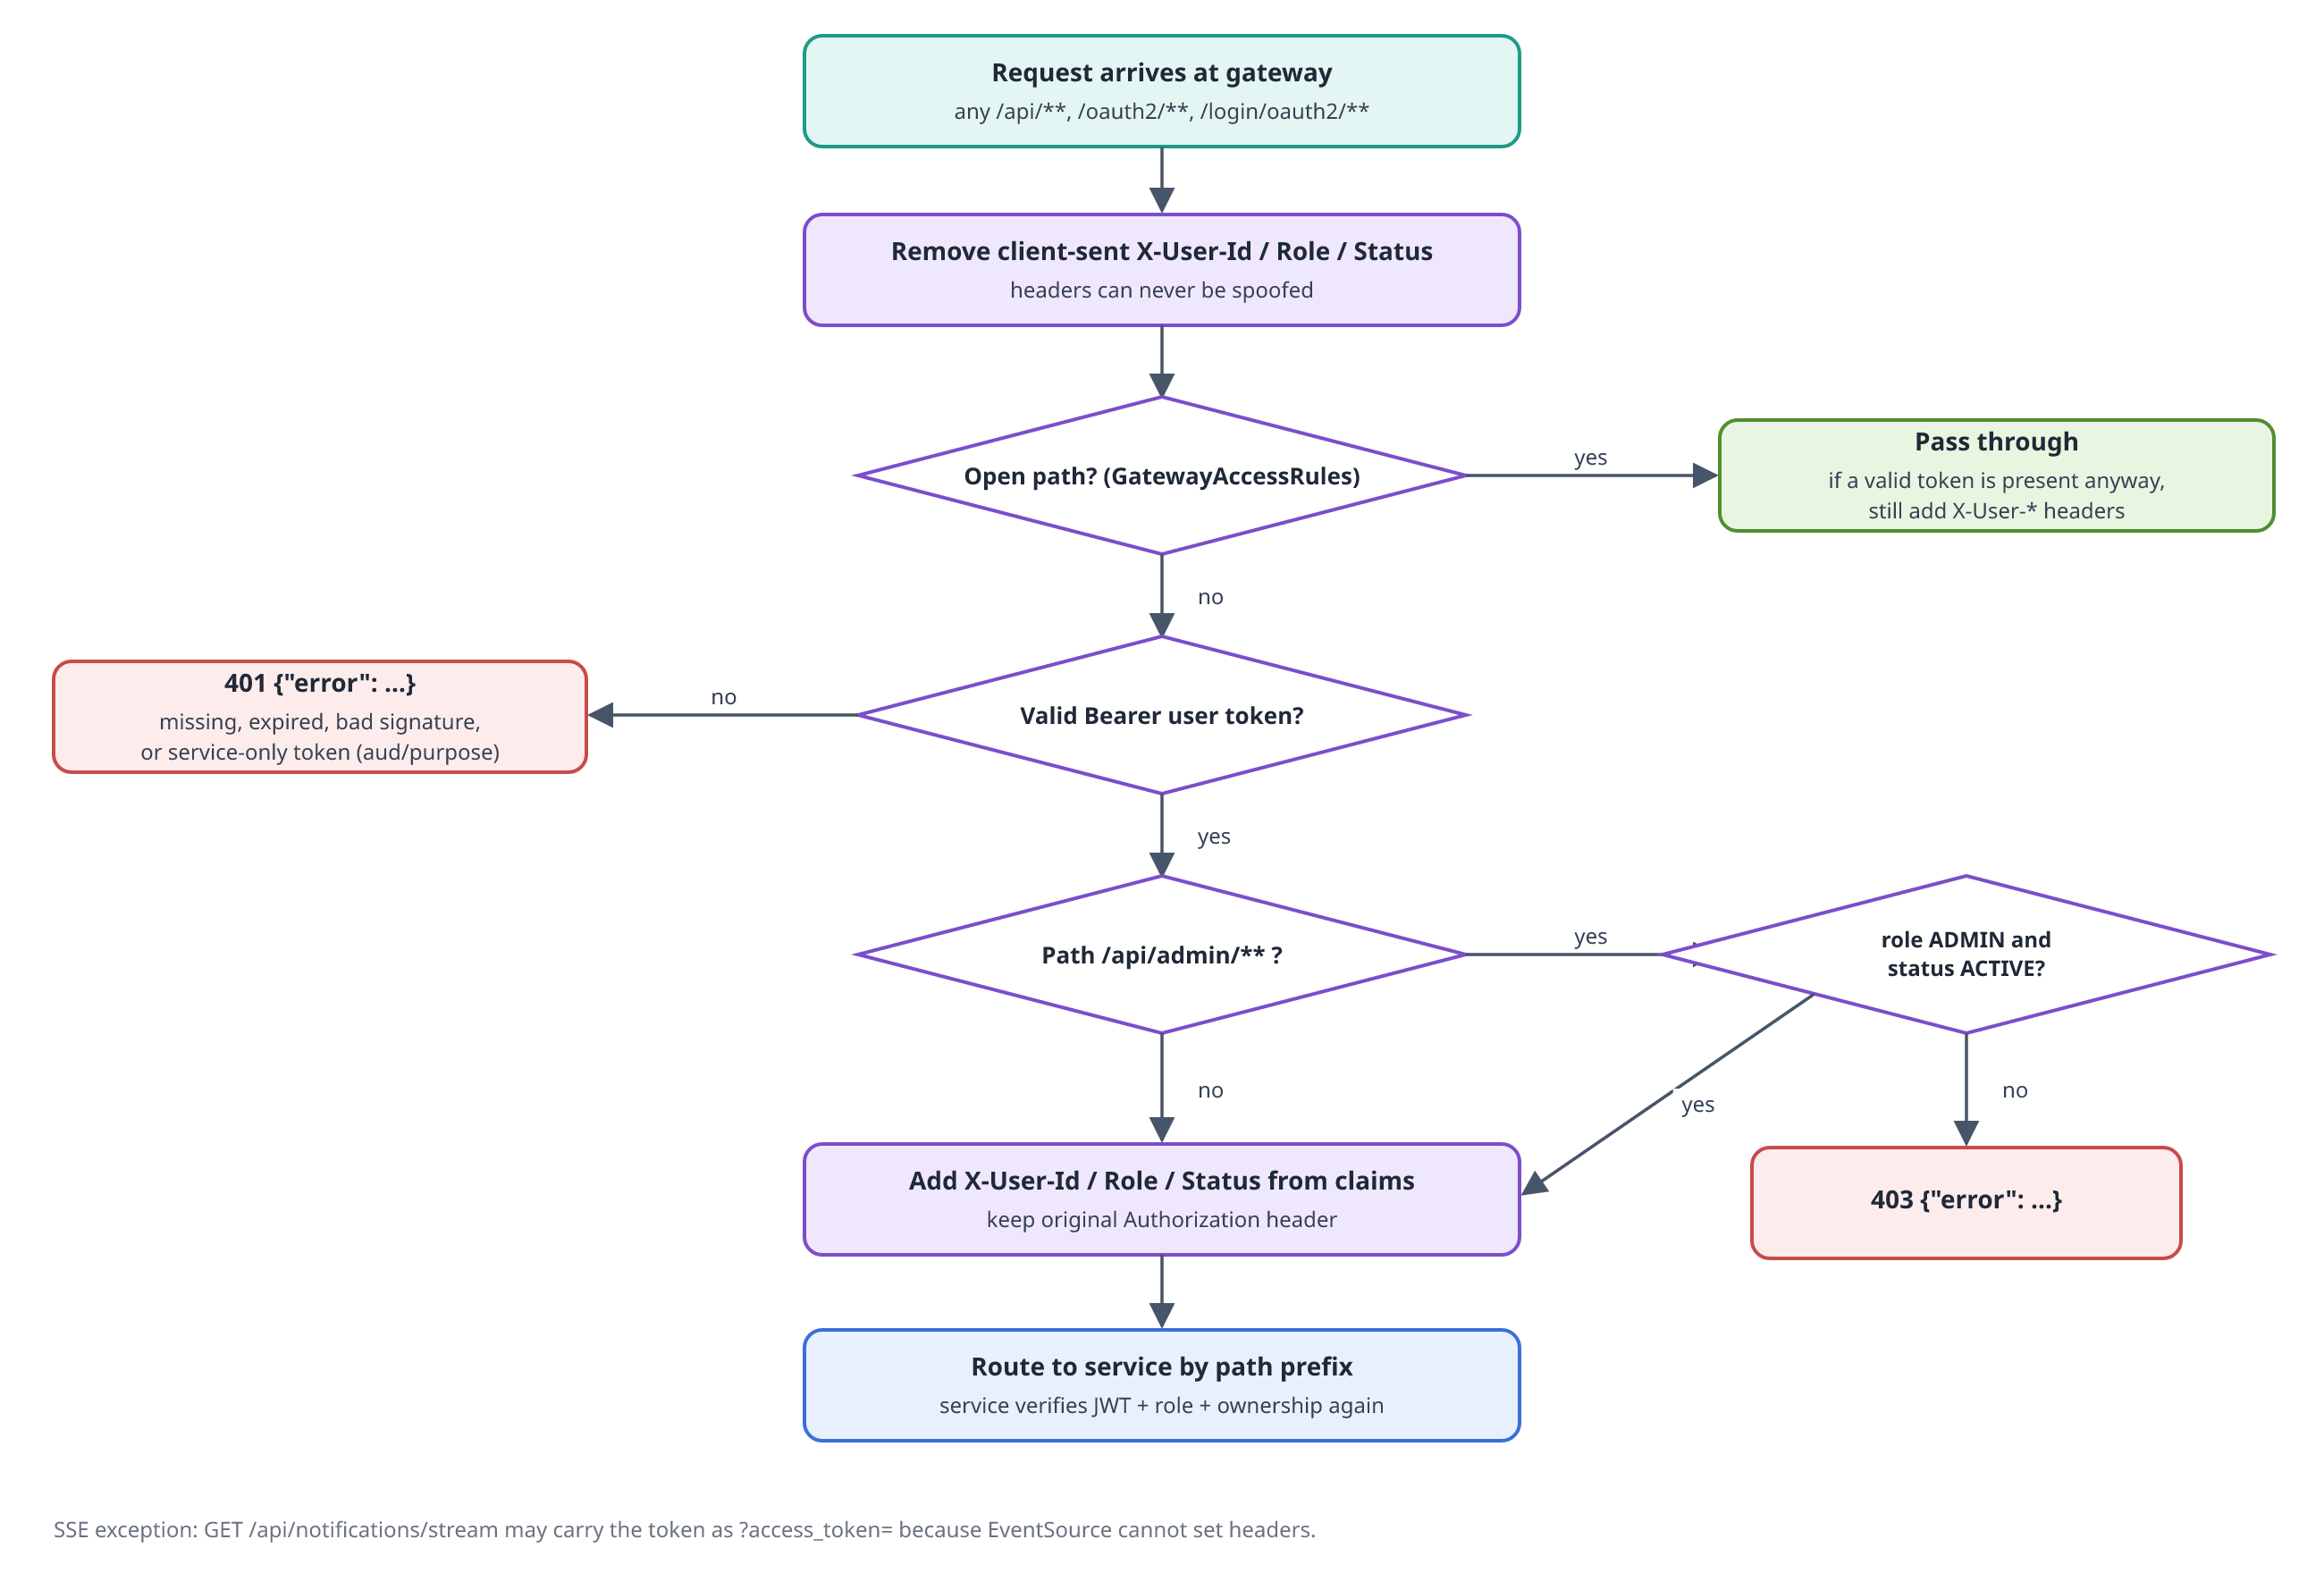 Request arrives at gateway
any /api/**, /oauth2/**, /login/oauth2/**
Remove client-sent X-User-Id / Role / Status
headers can never be spoofed
Open path? (GatewayAccessRules)
yes
Pass through
if a valid token is present anyway,
still add X-User-* headers
no
Valid Bearer user token?
no
401 {"error": ...}
missing, expired, bad signature,
or service-only token (aud/purpose)
yes
Path /api/admin/** ?
yes
role ADMIN and
status ACTIVE?
no
yes
no
Add X-User-Id / Role / Status from claims
keep original Authorization header
403 {"error": ...}
Route to service by path prefix
service verifies JWT + role + ownership again
SSE exception: GET /api/notifications/stream may carry the token as ?access_token= because EventSource cannot set headers.